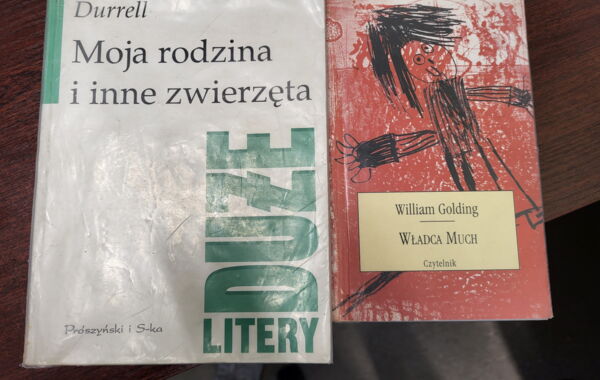 Durrell
Moja rodzina
i inne zwierzęta
DUŻE
LITERY
Prószyński i S-ka
William Golding
WŁADCA MUCH
Czytelnik